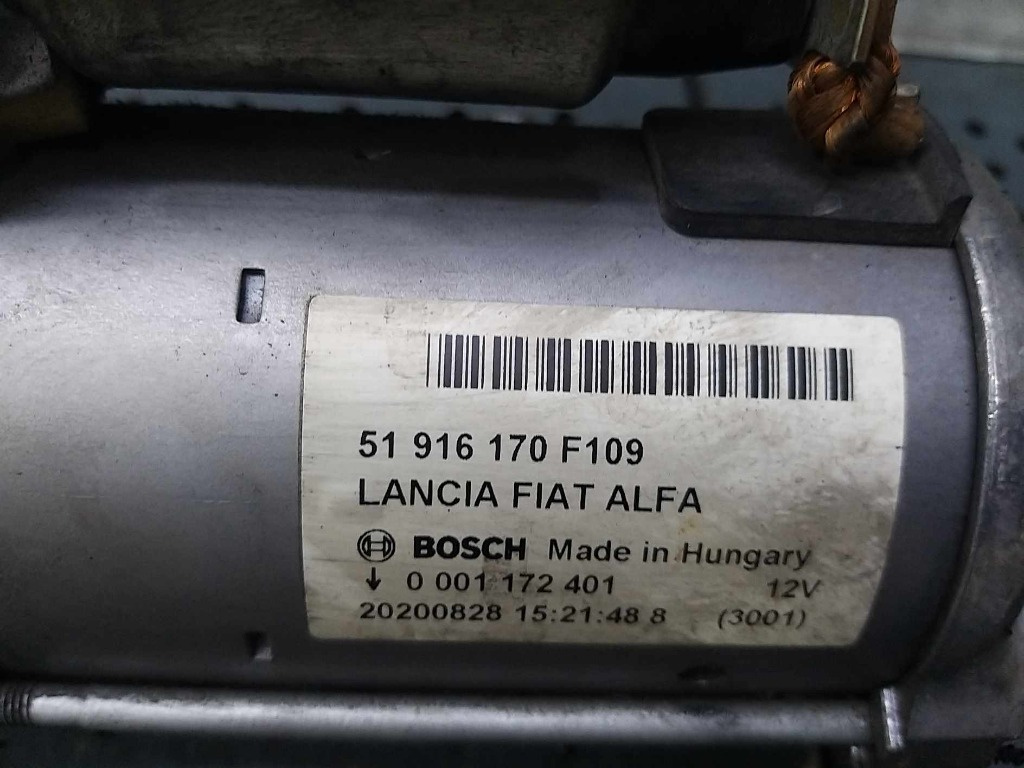 51 916 170 F109
LANCIA FIAT ALFA
BOSCH Made in Hungary
↓ 0 001 172 401 12V
20200828 15:21:48 8 (3001)